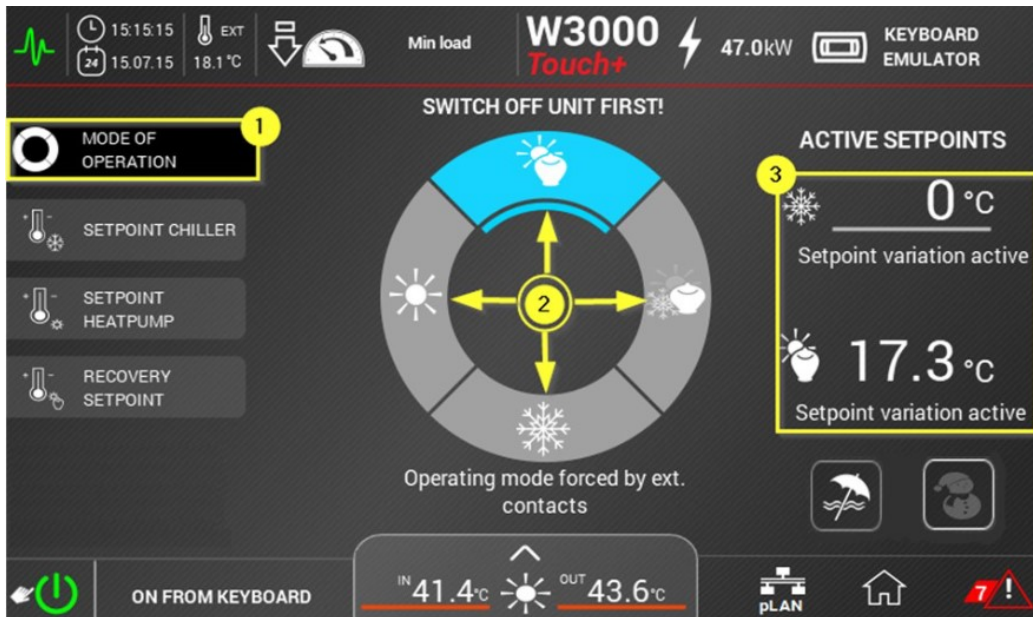 15:15:15
EXT
24
15.07.15
18.1 °C
Min load
W3000
Touch+
47.0kW
KEYBOARD
EMULATOR
SWITCH OFF UNIT FIRST!
1
MODE OF
OPERATION
SETPOINT CHILLER
SETPOINT
HEATPUMP
RECOVERY
SETPOINT
2
Operating mode forced by ext.
contacts
ACTIVE SETPOINTS
3
0 °C
Setpoint variation active
17.3 °C
Setpoint variation active
ON FROM KEYBOARD
IN 41.4°C
OUT 43.6°C
pLAN
7 !